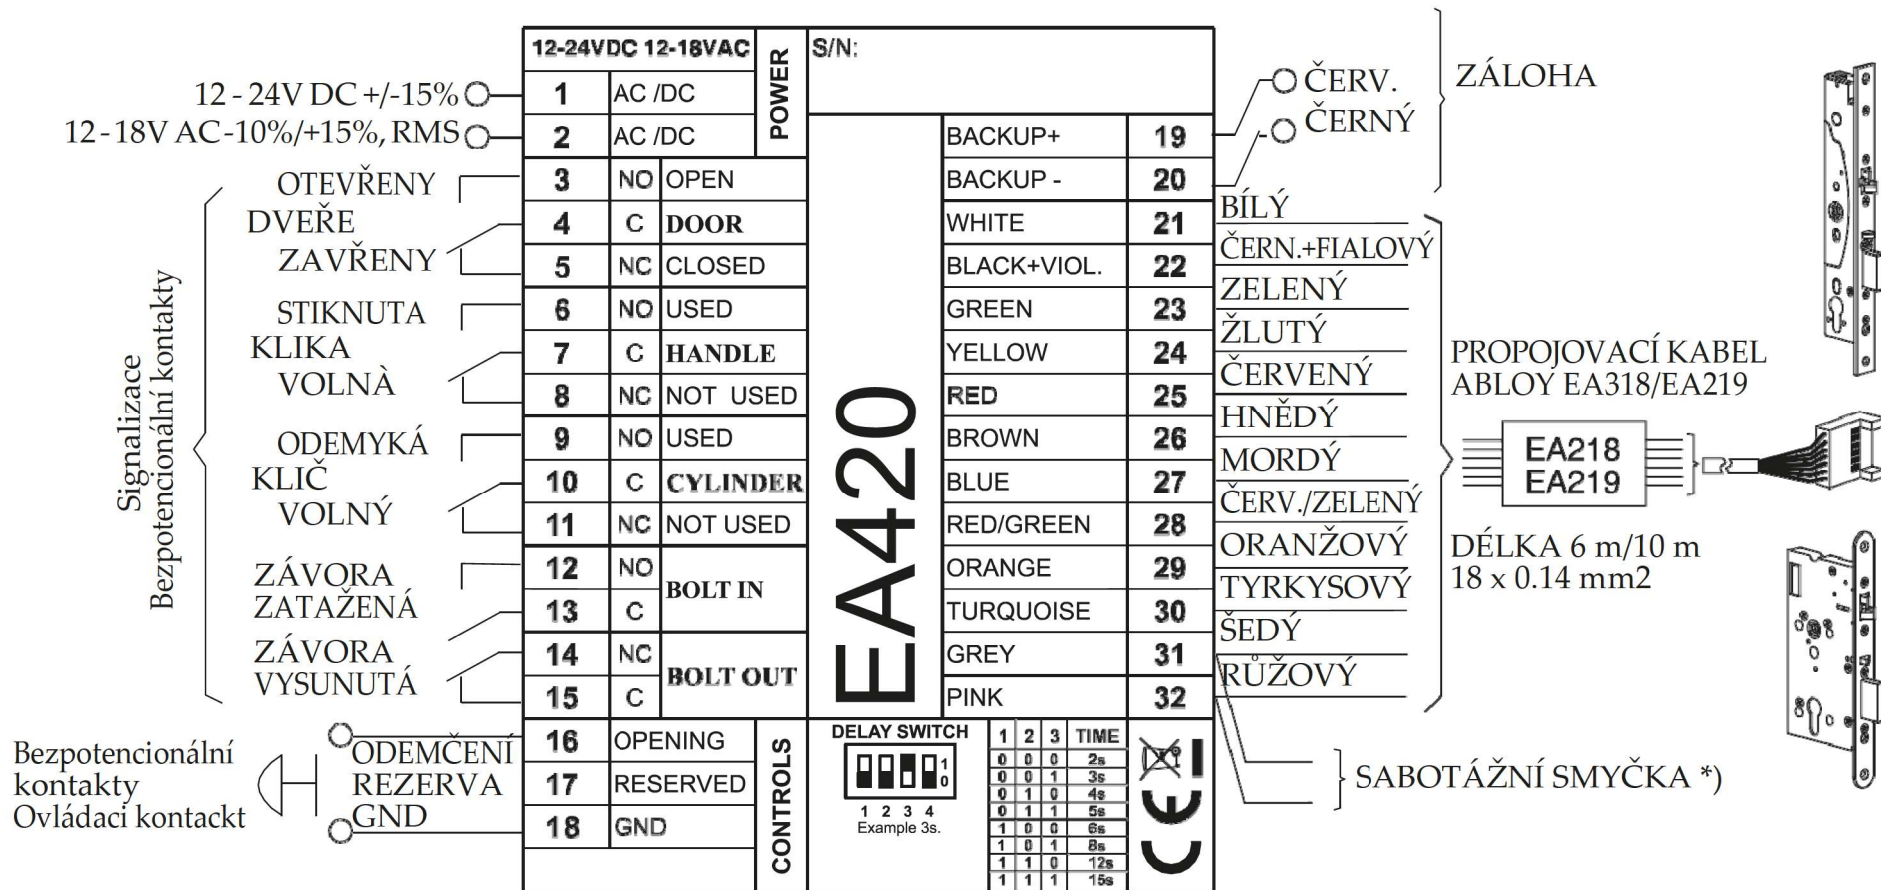 12-24VDC 12-18VAC
POWER
S/N:
12 - 24V DC +/-15%
1 AC /DC
12 - 18V AC -10%/+15%, RMS
2 AC /DC
OTEVŘENY
3 NO OPEN
DVEŘE
4 C DOOR
ZAVŘENY
5 NC CLOSED
STIKNUTA
6 NO USED
KLIKA
7 C HANDLE
VOLNÀ
8 NC NOT USED
ODEMYKÁ
9 NO USED
KLIČ
10 C CYLINDER
VOLNÝ
11 NC NOT USED
ZÁVORA
ZATAŽENÁ
12 NO
BOLT IN
13 C
ZÁVORA
VYSUNUTÁ
14 NC
BOLT OUT
15 C
Signalizace
Bezpotencionální kontakty
Bezpotencionální
kontakty
Ovládaci kontackt
ODEMČENÍ
16 OPENING
REZERVA
17 RESERVED
GND
18 GND
CONTROLS
EA420
BACKUP+ 19
ČERV.
BACKUP - 20
- ČERNÝ
ZÁLOHA
WHITE 21 BÍLÝ
BLACK+VIOL. 22 ČERN.+FIALOVÝ
GREEN 23 ZELENÝ
YELLOW 24 ŽLUTÝ
RED 25 ČERVENÝ
BROWN 26 HNĚDÝ
BLUE 27 MORDÝ
RED/GREEN 28 ČERV./ZELENÝ
ORANGE 29 ORANŽOVÝ
TURQUOISE 30 TYRKYSOVÝ
GREY 31 ŠEDÝ
PINK 32 RŮŽOVÝ
PROPOJOVACÍ KABEL
ABLOY EA318/EA219
EA218
EA219
DÉLKA 6 m/10 m
18 x 0.14 mm2
SABOTÁŽNÍ SMYČKA *)
DELAY SWITCH
1
0
1 2 3 4
Example 3s.
1 2 3 TIME
0 0 0 2s
0 0 1 3s
0 1 0 4s
0 1 1 5s
1 0 0 6s
1 0 1 8s
1 1 0 12s
1 1 1 15s
CE